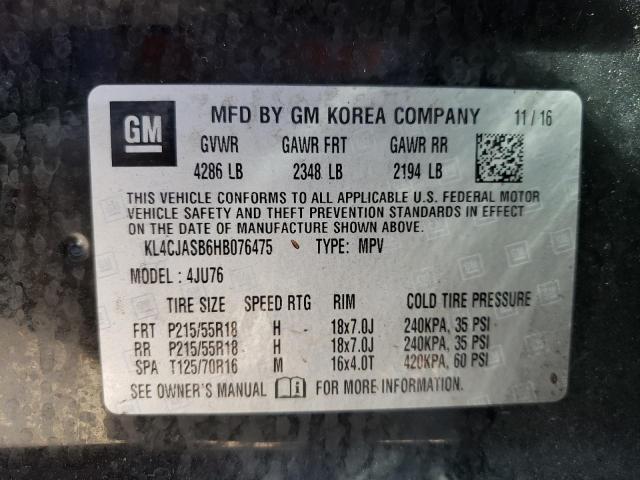 GM
MFD BY GM KOREA COMPANY 11 / 16
GVWR GAWR FRT GAWR RR
4286 LB 2348 LB 2194 LB
THIS VEHICLE CONFORMS TO ALL APPLICABLE U.S. FEDERAL MOTOR
VEHICLE SAFETY AND THEFT PREVENTION STANDARDS IN EFFECT
ON THE DATE OF MANUFACTURE SHOWN ABOVE.
KL4CJASB6HB076475 TYPE: MPV
MODEL : 4JU76
TIRE SIZE SPEED RTG RIM COLD TIRE PRESSURE
FRT P215/55R18 H 18x7.0J 240KPA, 35 PSI
RR P215/55R18 H 18x7.0J 240KPA, 35 PSI
SPA T125/70R16 M 16x4.0T 420KPA, 60 PSI
SEE OWNER'S MANUAL FOR MORE INFORMATION.